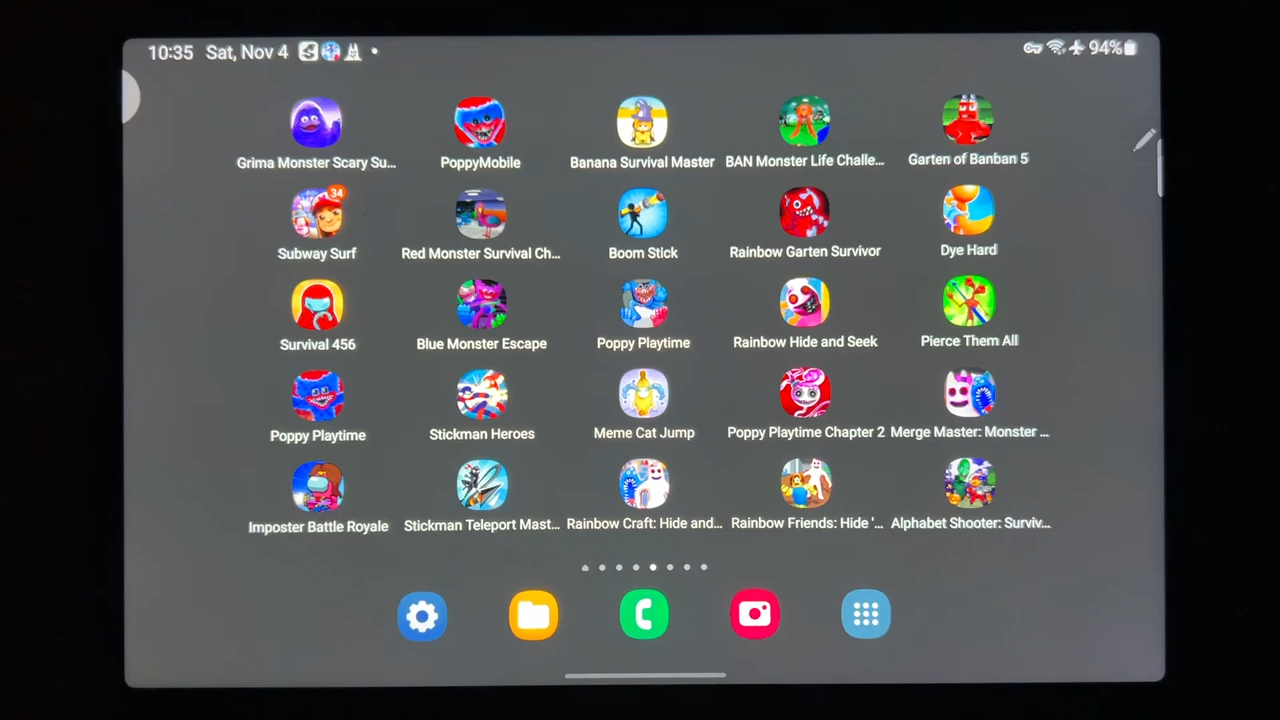 10:35 Sat, Nov 4
94%
Grima Monster Scary Su...
PoppyMobile
Banana Survival Master
BAN Monster Life Challe...
Garten of Banban 5
34
Subway Surf
Red Monster Survival Ch...
Boom Stick
Rainbow Garten Survivor
Dye Hard
Survival 456
Blue Monster Escape
Poppy Playtime
Rainbow Hide and Seek
Pierce Them All
Poppy Playtime
Stickman Heroes
Meme Cat Jump
Poppy Playtime Chapter 2
Merge Master: Monster ...
Imposter Battle Royale
Stickman Teleport Mast...
Rainbow Craft: Hide and...
Rainbow Friends: Hide '...
Alphabet Shooter: Surviv...